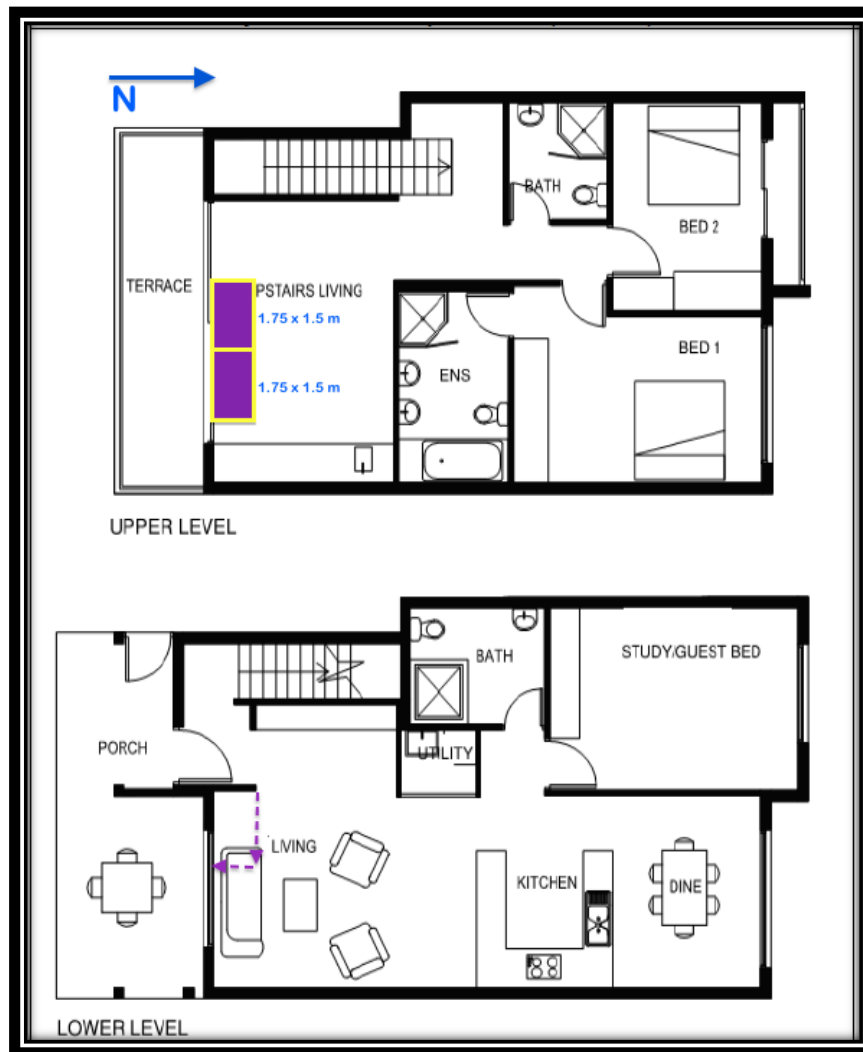 N
BATH
BED 2
TERRACE
PSTAIRS LIVING
1.75 x 1.5 m
BED 1
ENS
1.75 x 1.5 m
UPPER LEVEL
STUDY/GUEST BED
BATH
PORCH
UTILITY
LIVING
KITCHEN
DINE
LOWER LEVEL